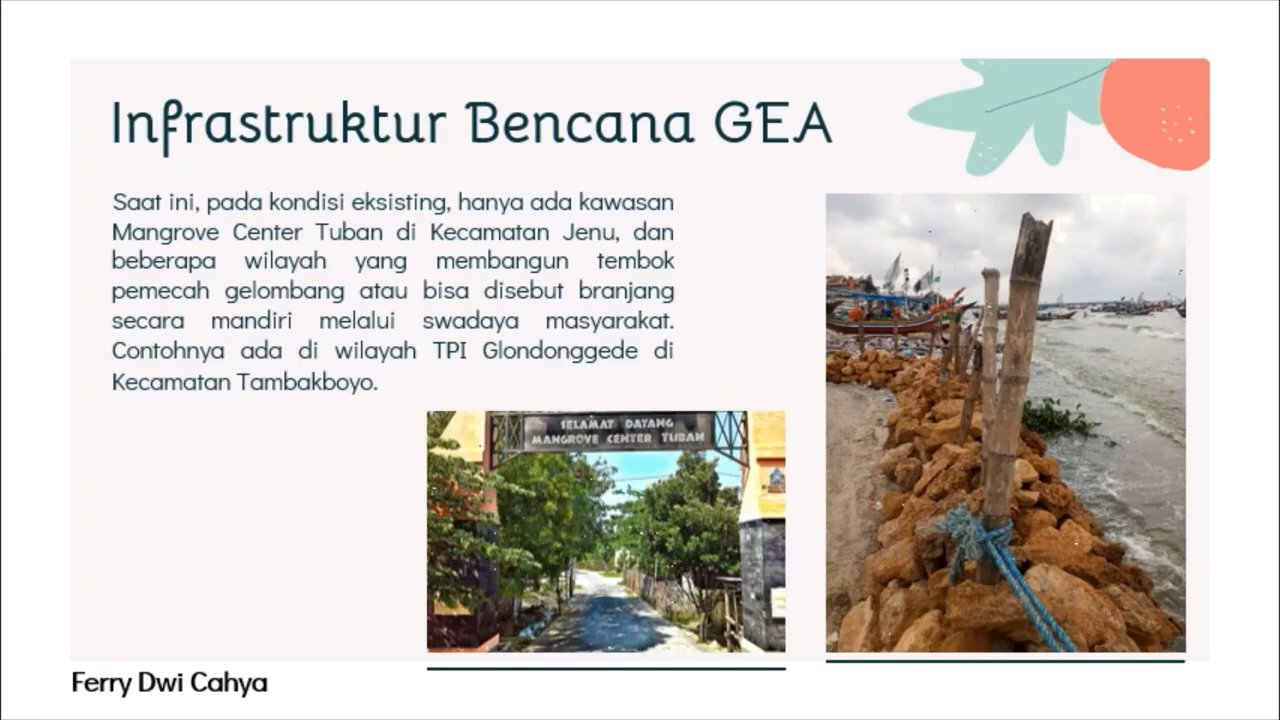 Infrastruktur Bencana GEA
Saat ini, pada kondisi eksisting, hanya ada kawasan
Mangrove Center Tuban di Kecamatan Jenu, dan
beberapa wilayah yang membangun tembok
pemecah gelombang atau bisa disebut branjang
secara mandiri melalui swadaya masyarakat.
Contohnya ada di wilayah TPI Glondonggede di
Kecamatan Tambakboyo.
SELAMAT DATANG
MANGROVE CENTER TUBAN
Ferry Dwi Cahya